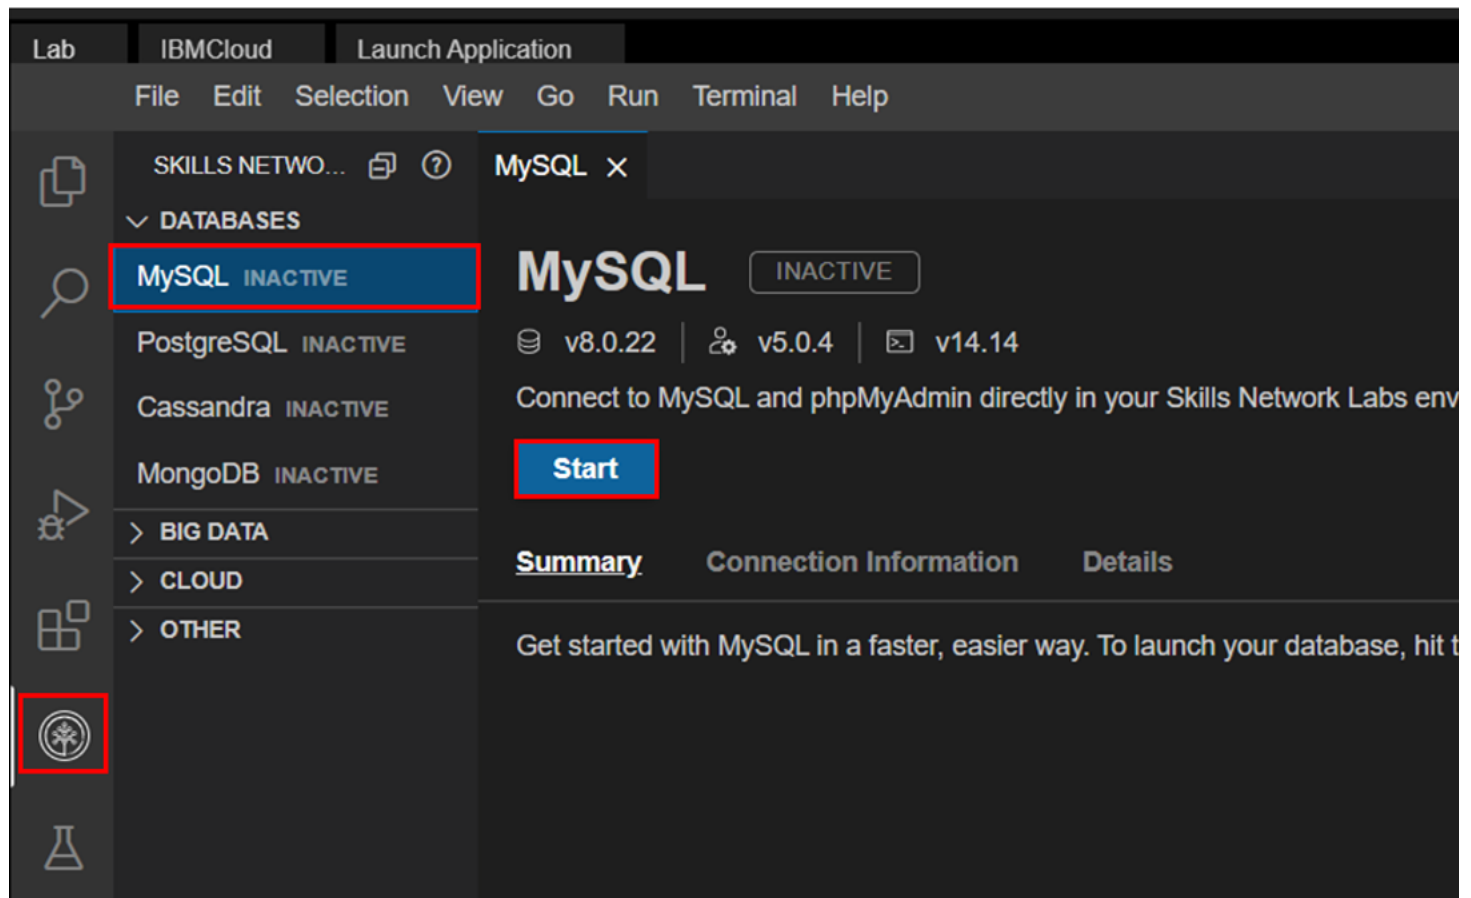 Lab IBMCloud Launch Application
File Edit Selection View Go Run Terminal Help
SKILLS NETWO... MySQL
DATABASES
MySQL INACTIVE
PostgreSQL INACTIVE
Cassandra INACTIVE
MongoDB INACTIVE
BIG DATA
CLOUD
OTHER
MySQL INACTIVE
v8.0.22 v5.0.4 v14.14
Connect to MySQL and phpMyAdmin directly in your Skills Network Labs env
Start
Summary Connection Information Details
Get started with MySQL in a faster, easier way. To launch your database, hit t